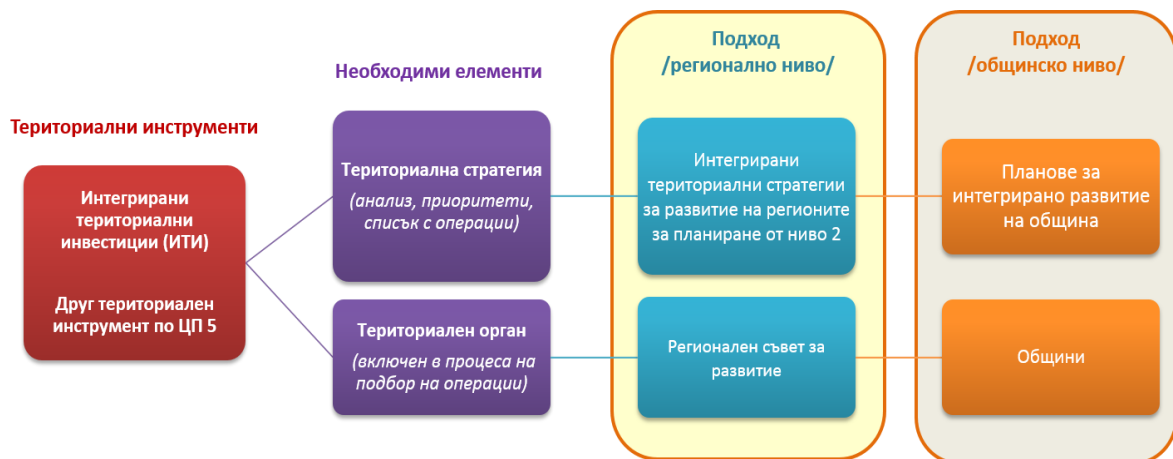 Териториални инструменти
Интегрирани
териториални
инвестиции (ИТИ)
Друг териториален
инструмент по ЦП 5
Необходими елементи
Териториална стратегия
(анализ, приоритети,
списък с операции)
Териториален орган
(включен в процеса на
подбор на операции)
Подход
/регионално ниво/
Интегрирани
териториални стратегии
за развитие на регионите
за планиране от ниво 2
Регионален съвет за
развитие
Подход
/общинско ниво/
Планове за
интегрирано развитие
на община
Общини